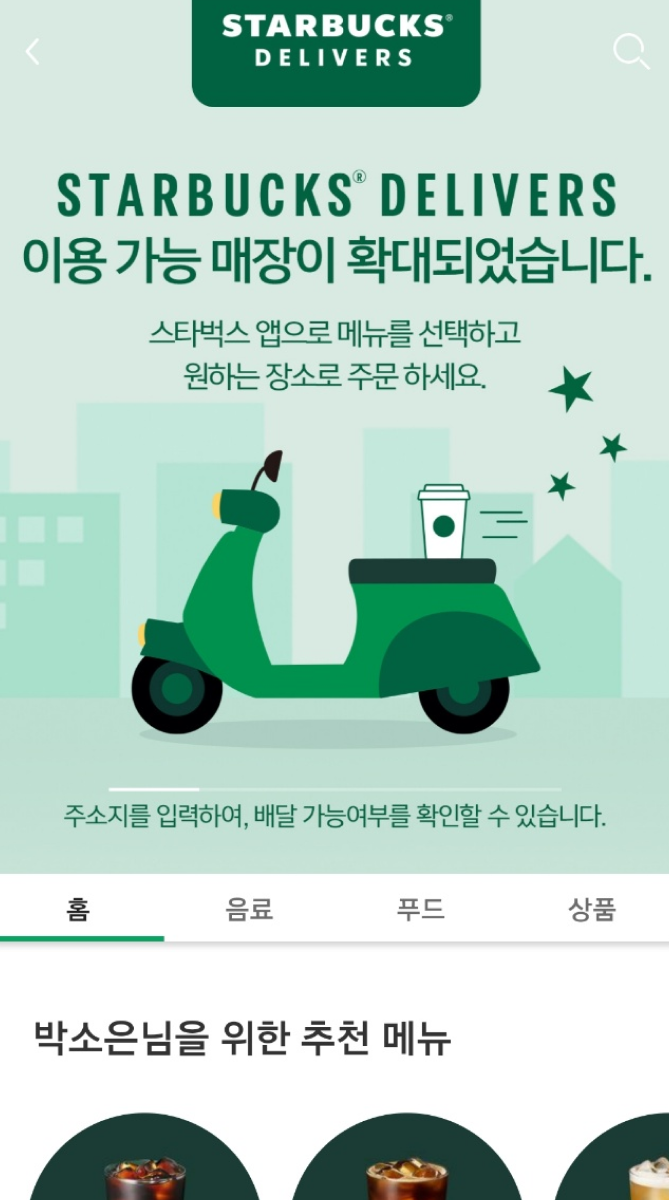 STARBUCKS®
DELIVERS
STARBUCKS® DELIVERS
이용 가능 매장이 확대되었습니다.
스타벅스 앱으로 메뉴를 선택하고
원하는 장소로 주문 하세요.
주소지를 입력하여, 배달 가능여부를 확인할 수 있습니다.
홈 음료 푸드 상품
박소은님을 위한 추천 메뉴